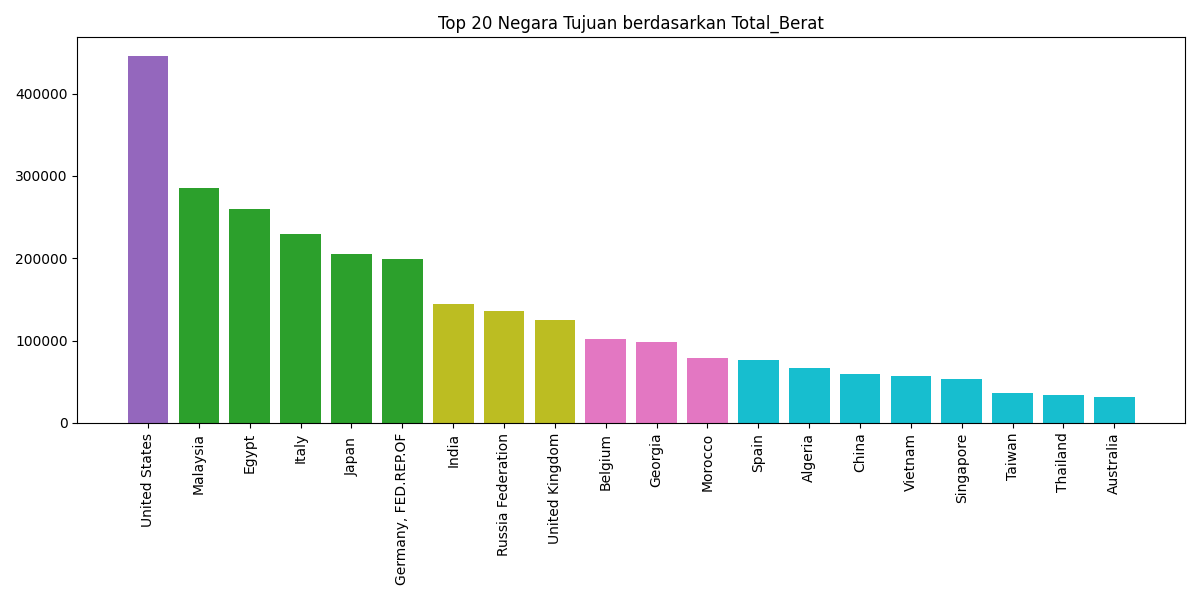 Top 20 Negara Tujuan berdasarkan Total_Berat
400000
300000
200000
100000
0
United States
Malaysia
Egypt
Italy
Japan
Germany, FED.REP.OF
India
Russia Federation
United Kingdom
Belgium
Georgia
Morocco
Spain
Algeria
China
Vietnam
Singapore
Taiwan
Thailand
Australia